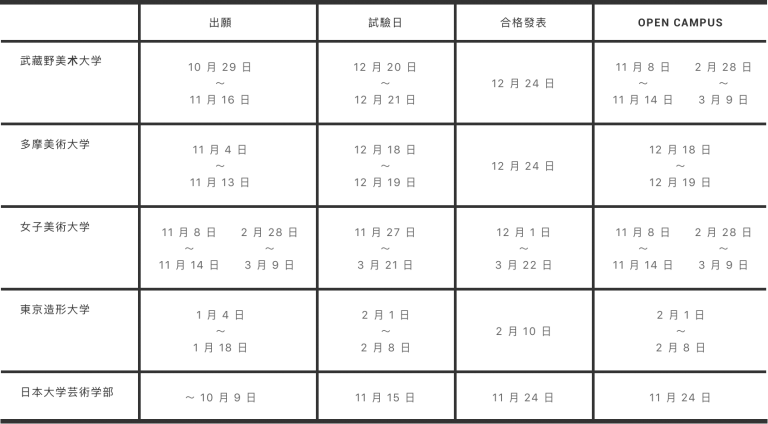 出願 試驗日 合格發表 OPEN CAMPUS
武蔵野美术大学
10 月 29 日
～
11 月 16 日
12 月 20 日
～
12 月 21 日
12 月 24 日
11 月 8 日
～
11 月 14 日
2 月 28 日
～
3 月 9 日
多摩美術大学
11 月 4 日
～
11 月 13 日
12 月 18 日
～
12 月 19 日
12 月 24 日
12 月 18 日
～
12 月 19 日
女子美術大学
11 月 8 日
～
11 月 14 日
2 月 28 日
～
3 月 9 日
11 月 27 日
～
3 月 21 日
12 月 1 日
～
3 月 22 日
11 月 8 日
～
11 月 14 日
2 月 28 日
～
3 月 9 日
東京造形大学
1 月 4 日
～
1 月 18 日
2 月 1 日
～
2 月 8 日
2 月 10 日
2 月 1 日
～
2 月 8 日
日本大学芸術学部
～ 10 月 9 日
11 月 15 日
11 月 24 日
11 月 24 日